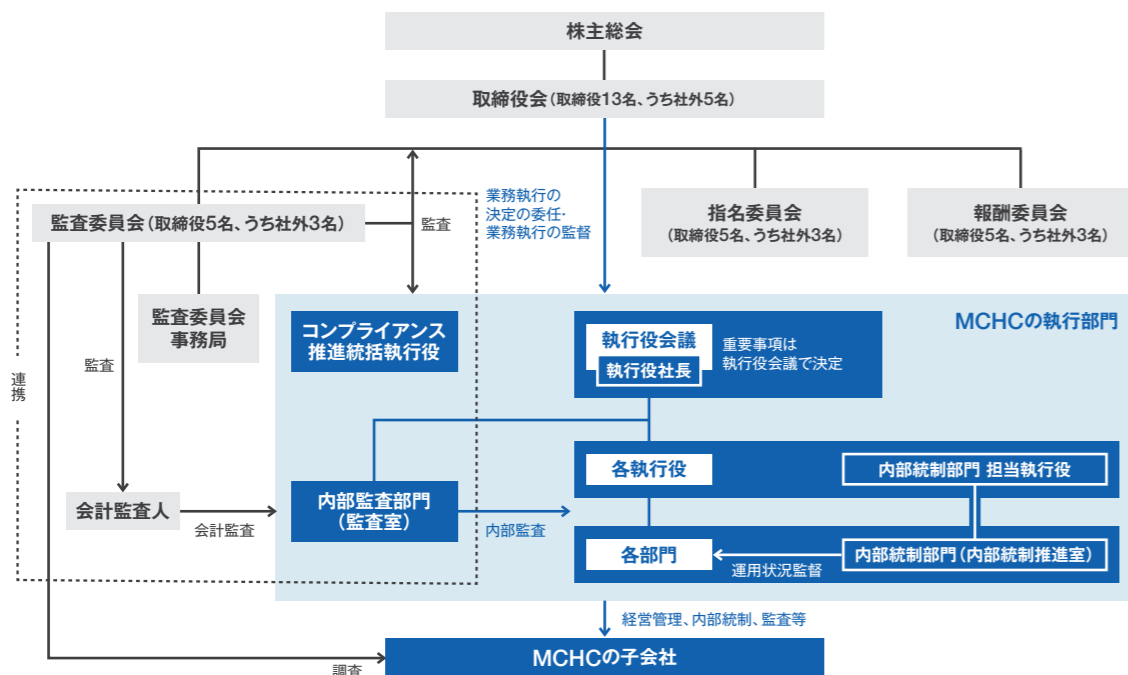 株主総会
取締役会(取締役13名、うち社外5名)
業務執行の
決定の委任・
業務執行の監督
監査委員会(取締役5名、うち社外3名)
監査
指名委員会
(取締役5名、うち社外3名)
報酬委員会
(取締役5名、うち社外3名)
監査委員会
事務局
コンプライアンス
推進統括執行役
執行役会議
執行役社長
重要事項は
執行役会議で決定
MCHCの執行部門
監査
連携
各執行役
内部統制部門 担当執行役
会計監査人
会計監査
内部監査部門
(監査室)
内部監査
各部門
運用状況監督
内部統制部門(内部統制推進室)
経営管理、内部統制、監査等
MCHCの子会社
調査